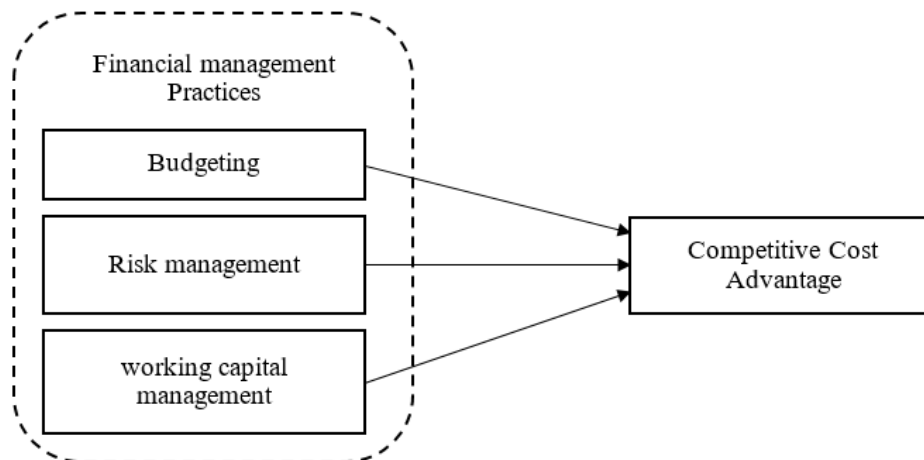 Financial management
Practices
Budgeting
Risk management
working capital
management
Competitive Cost
Advantage